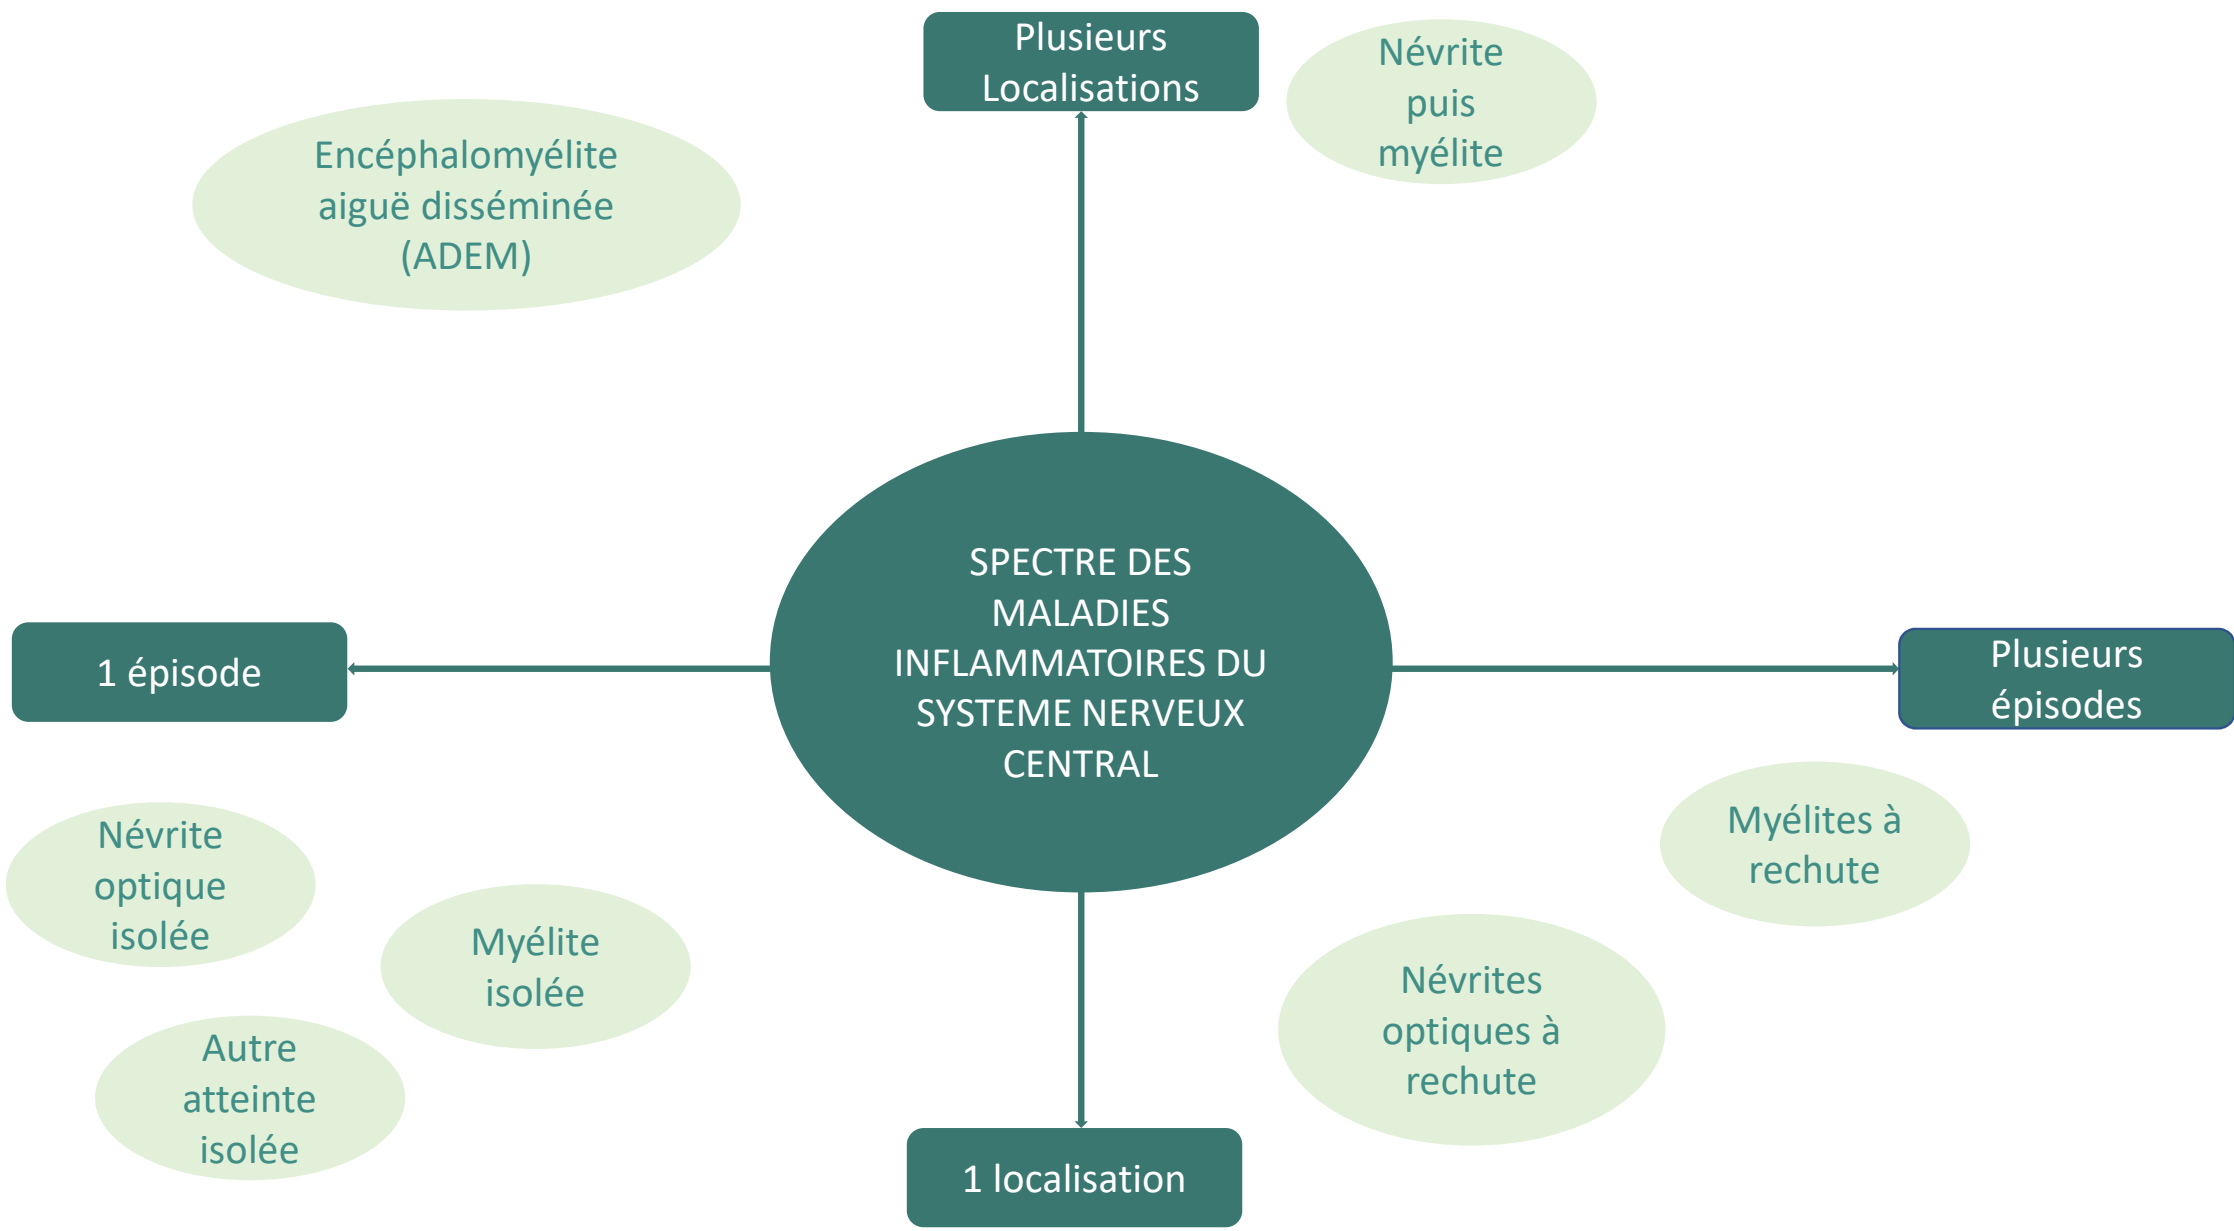 Plusieurs
Localisations
Névrite
puis
myélite
Encéphalomyélite
aiguë disséminée
(ADEM)
SPECTRE DES
MALADIES
INFLAMMATOIRES DU
SYSTEME NERVEUX
CENTRAL
1 épisode
Plusieurs
épisodes
Névrite
optique
isolée
Myélite
isolée
Autre
atteinte
isolée
Myélites à
rechute
Névrites
optiques à
rechute
1 localisation